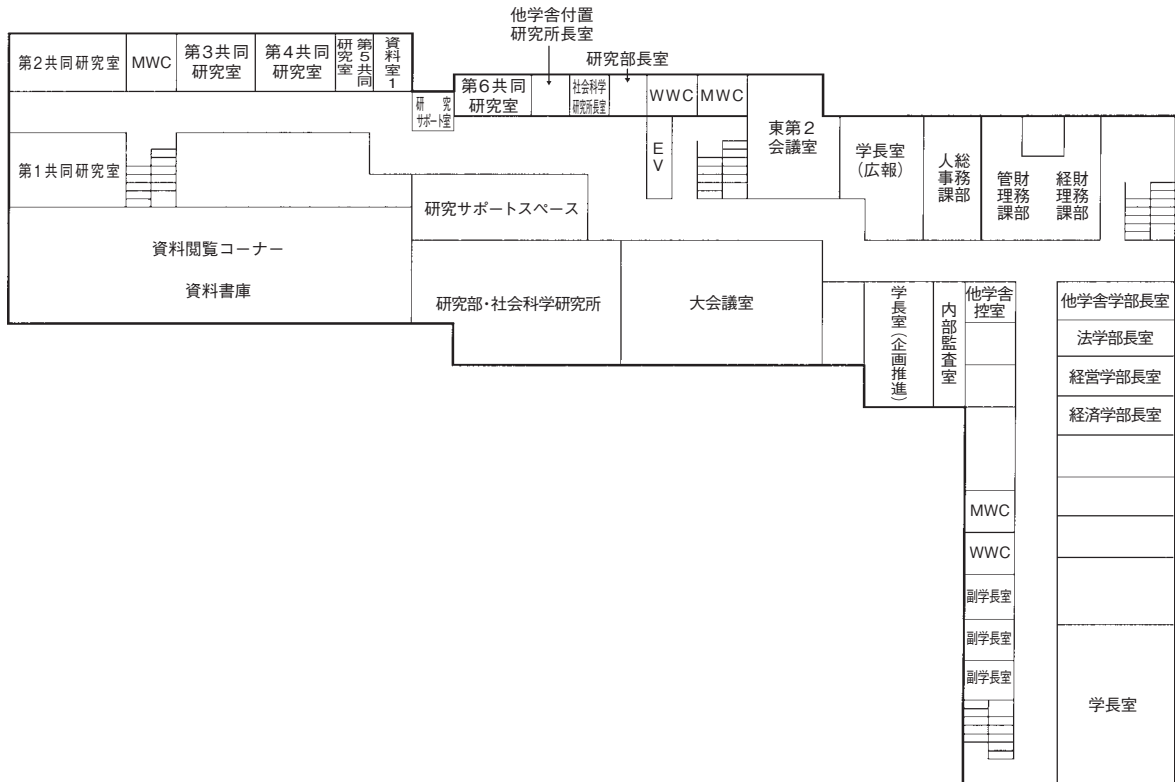 他学舎付置
研究所長室
研究部長室
第2共同研究室
MWC
第3共同
研究室
第4共同
研究室
第5共同
研究室
資料室1
研究
サポート室
第6共同
研究室
社会科学
研究所長室
WWC
MWC
東第2
会議室
学長室
(広報)
総務部
人事課
財務部
管理課
財務部
経理課
第1共同研究室
EV
研究サポートスペース
資料閲覧コーナー
資料書庫
研究部・社会科学研究所
大会議室
学長室(企画推進)
内部監査室
他学舎
控室
他学舎学部長室
法学部長室
経営学部長室
経済学部長室
MWC
WWC
副学長室
副学長室
副学長室
学長室